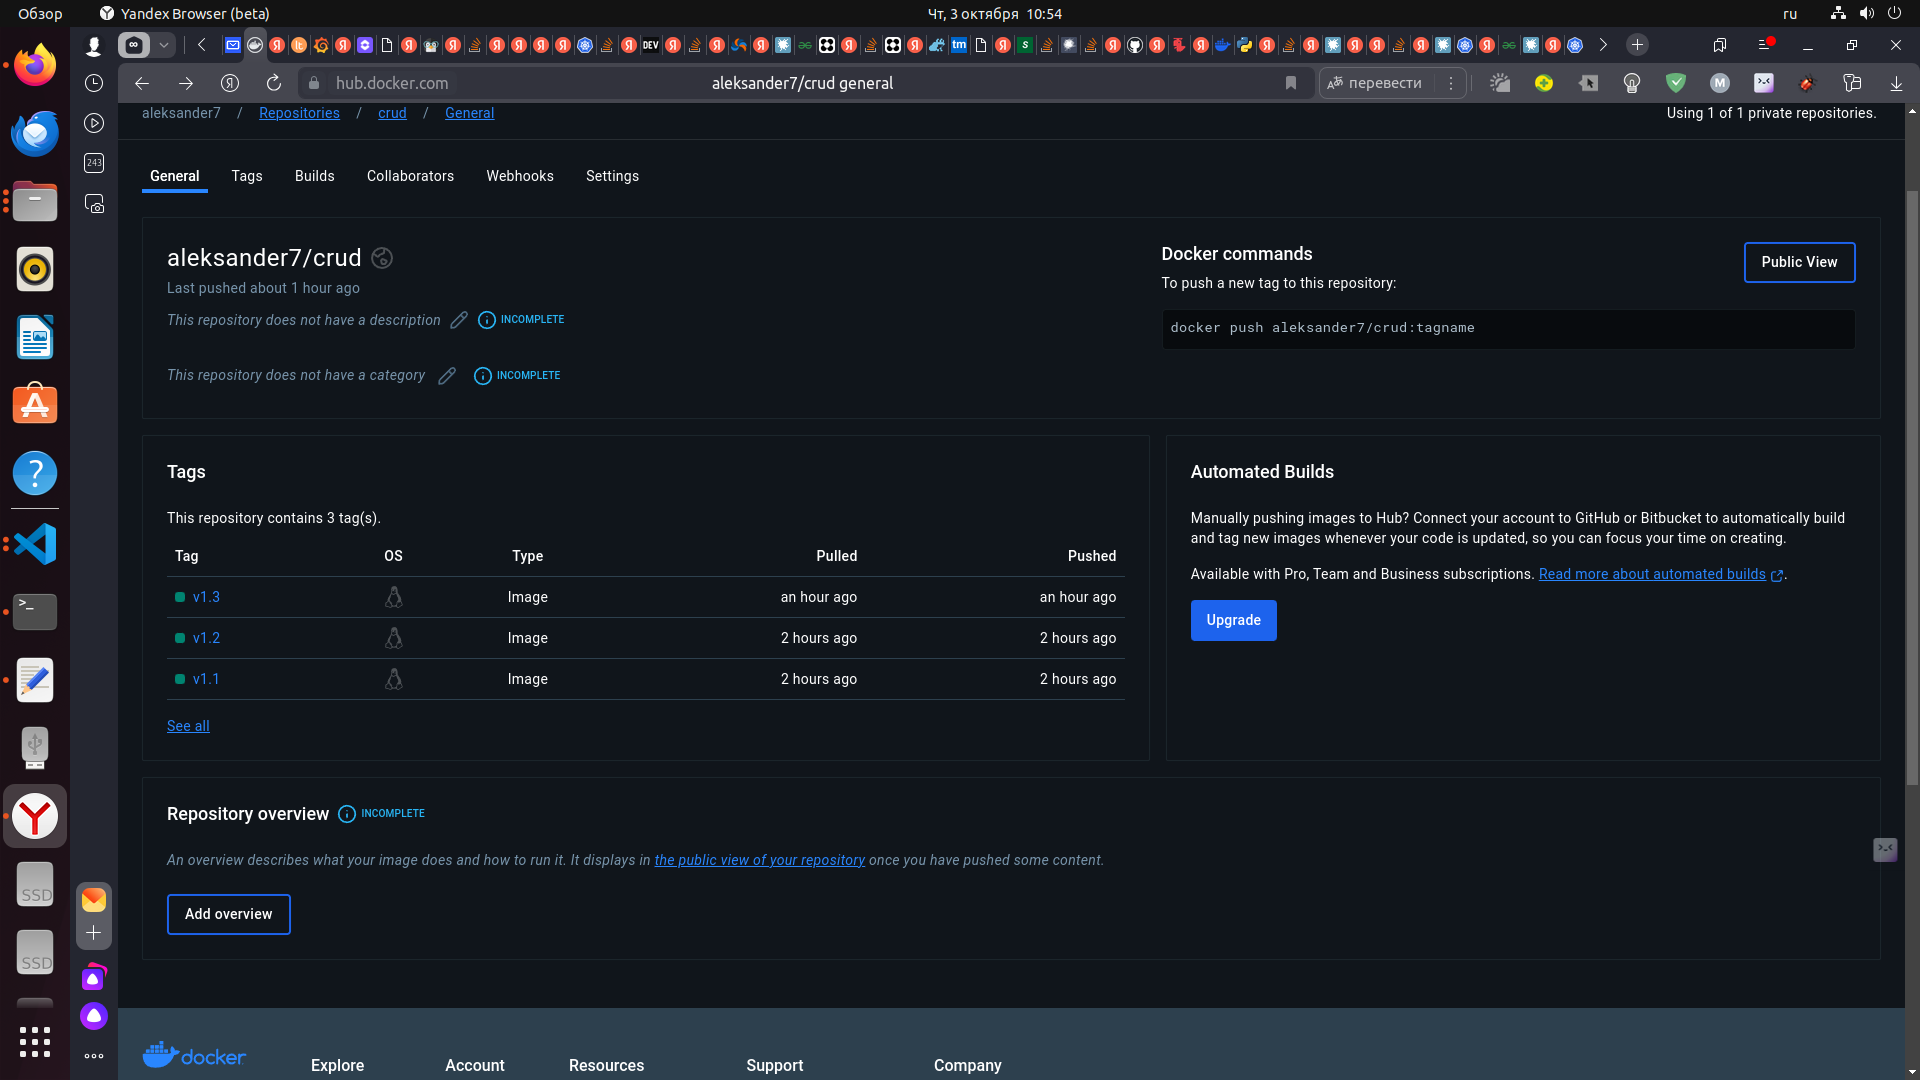 Обзор
Yandex Browser (beta)
Чт, 3 октября 10:54
ru
hub.docker.com
aleksander7/crud general
перевести
243
aleksander7 / Repositories / crud / General
Using 1 of 1 private repositories.
General
Tags
Builds
Collaborators
Webhooks
Settings
aleksander7/crud
Last pushed about 1 hour ago
This repository does not have a description
INCOMPLETE
This repository does not have a category
INCOMPLETE
Docker commands
Public View
To push a new tag to this repository:
docker push aleksander7/crud:tagname
Tags
This repository contains 3 tag(s).
Tag OS Type Pulled Pushed
v1.3 Image an hour ago an hour ago
v1.2 Image 2 hours ago 2 hours ago
v1.1 Image 2 hours ago 2 hours ago
See all
Automated Builds
Manually pushing images to Hub? Connect your account to GitHub or Bitbucket to automatically build
and tag new images whenever your code is updated, so you can focus your time on creating.
Available with Pro, Team and Business subscriptions. Read more about automated builds.
Upgrade
Repository overview
INCOMPLETE
An overview describes what your image does and how to run it. It displays in the public view of your repository once you have pushed some content.
Add overview
SSD
SSD
docker
Explore
Account
Resources
Support
Company